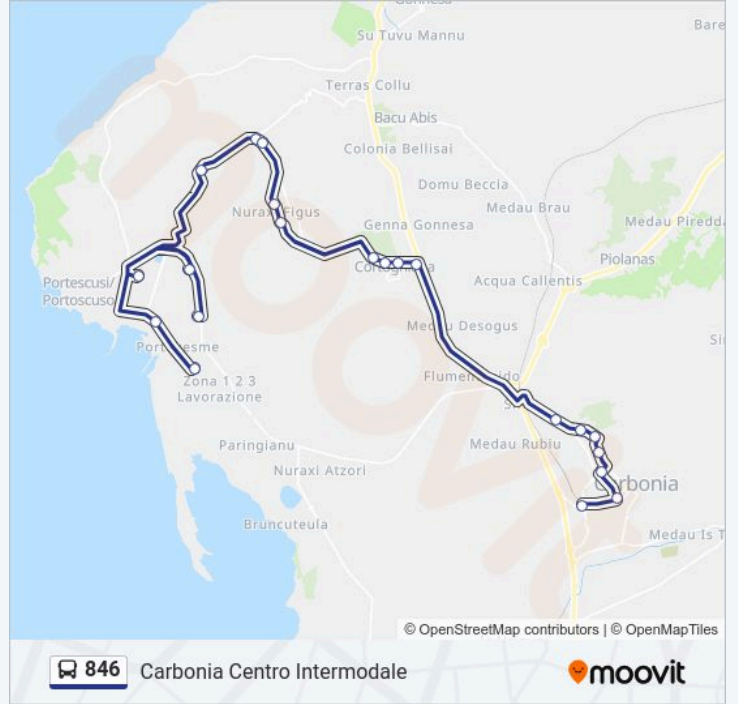 Gonnesa
Su Tuvu Mannu
Bare
Terras Collu
Bacu Abis
Colonia Bellisai
Domu Beccia
Medau Brau
Nuraxi Figus
Genna Gonnesa
Medau Piredda
Piolanas
Acqua Callentis
Portescusi/
Portoscuso
Medau Desogus
Flumentepido
Zona 1 2 3
Lavorazione
Paringianu
Medau Rubiu
Nuraxi Atzori
Carbonia
Bruncuteula
Medau Is T
© OpenStreetMap contributors | © OpenMapTiles
846 Carbonia Centro Intermodale
moovit